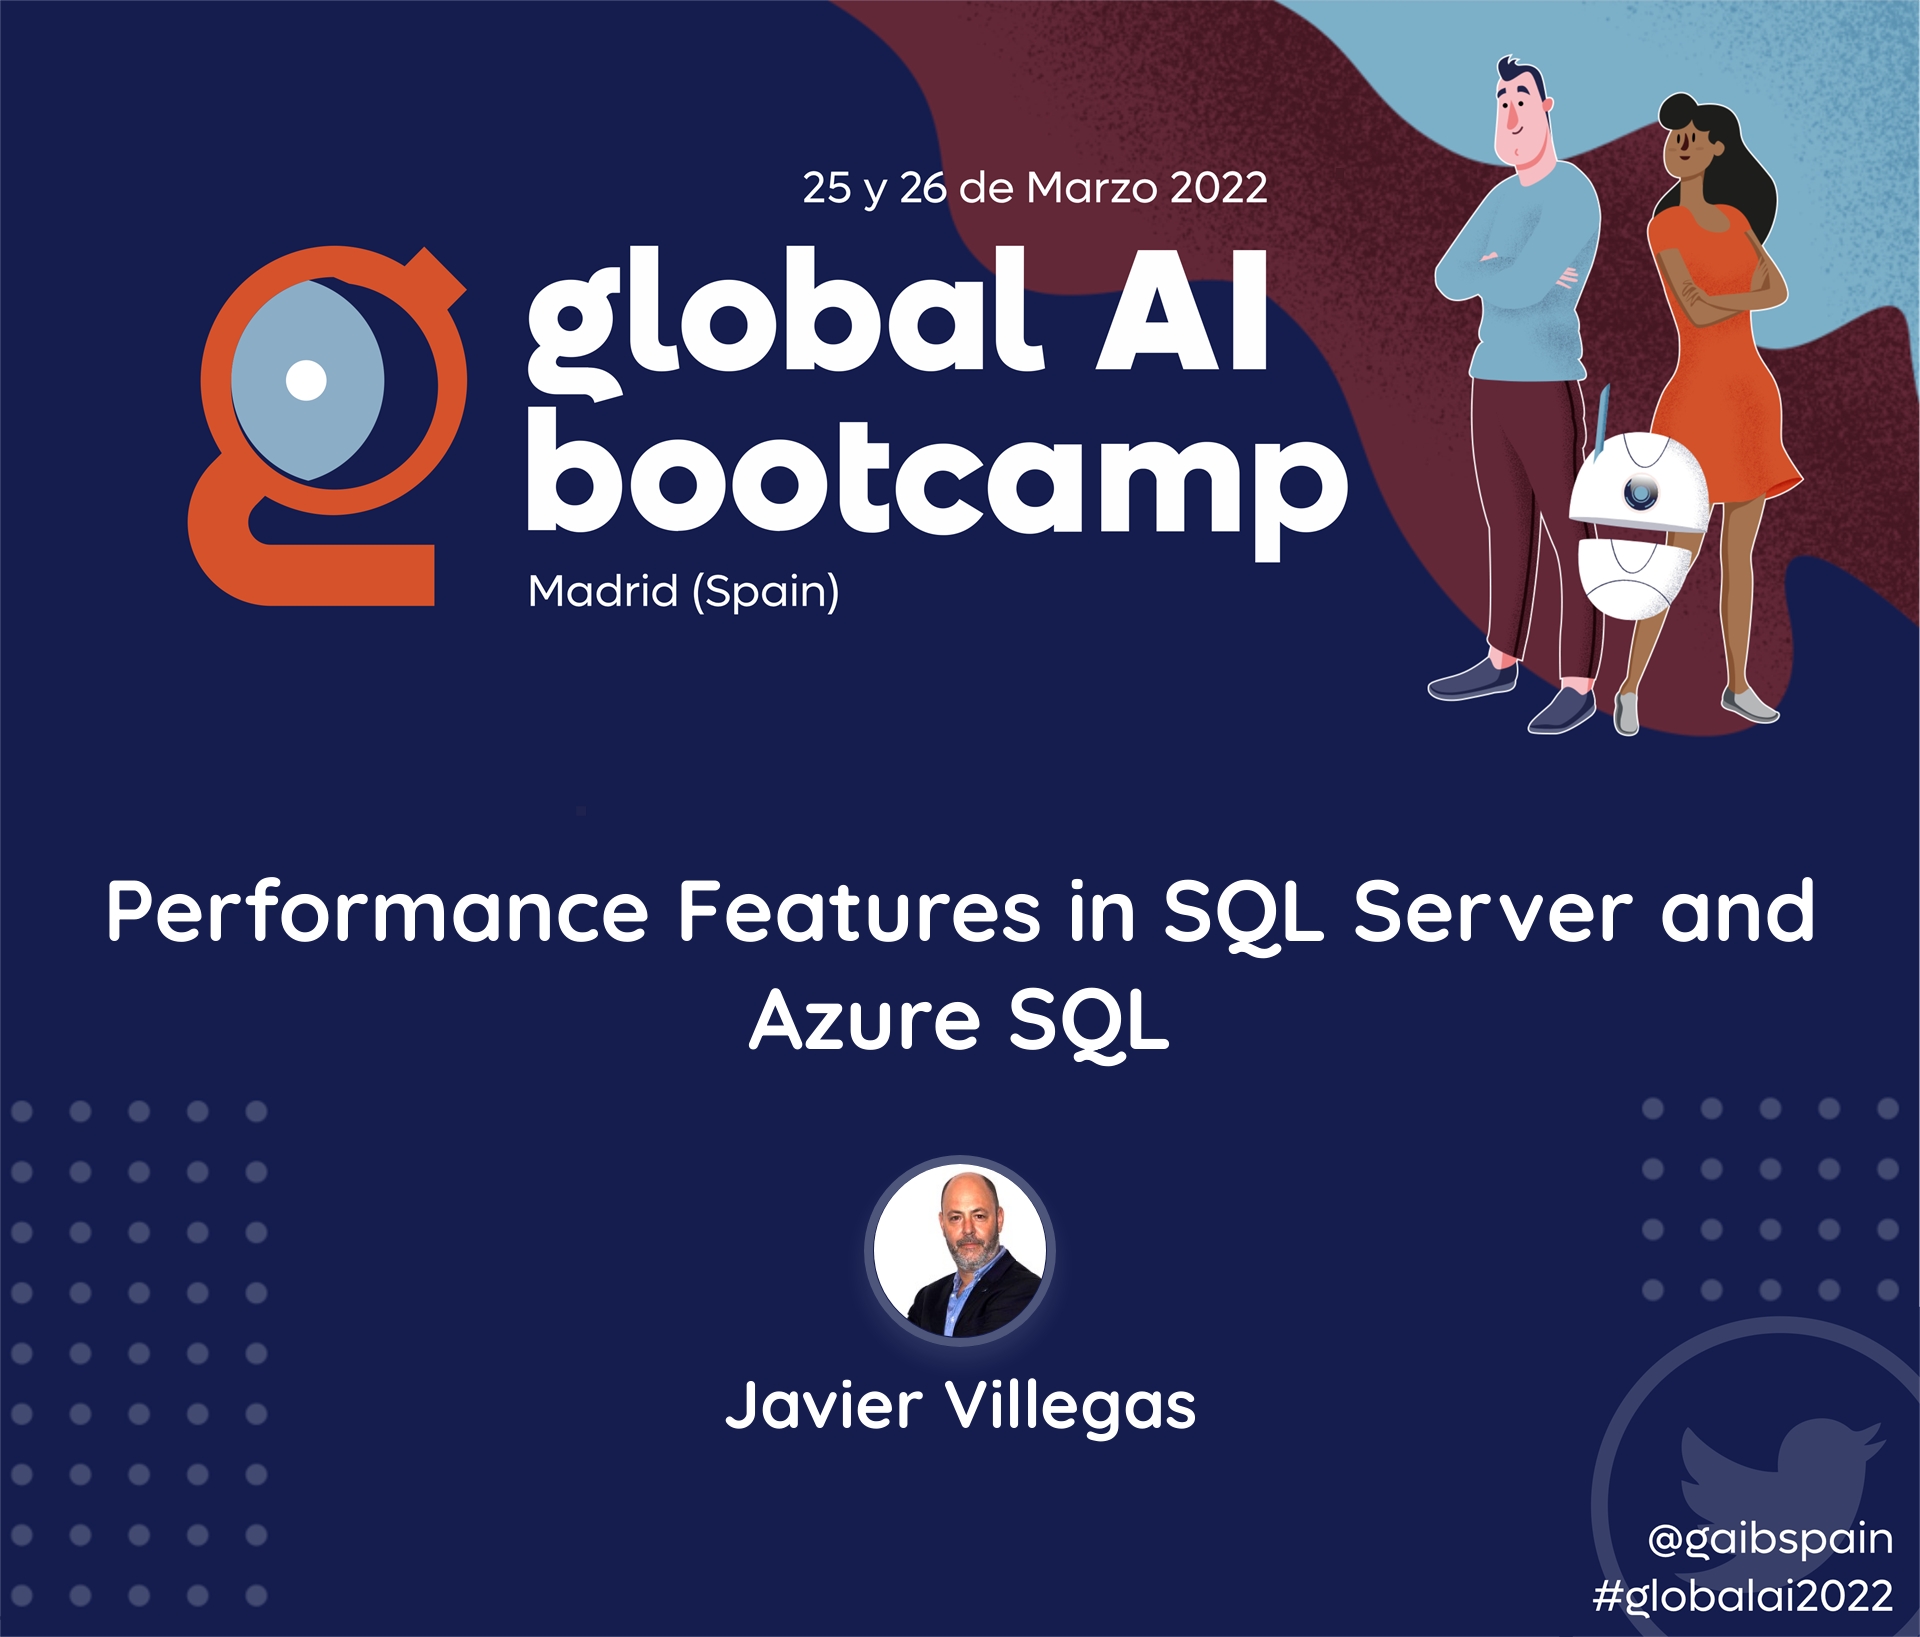 25 y 26 de Marzo 2022
global AI
bootcamp
Madrid (Spain)
Performance Features in SQL Server and
Azure SQL
Javier Villegas
@gaibspain
#globalai2022